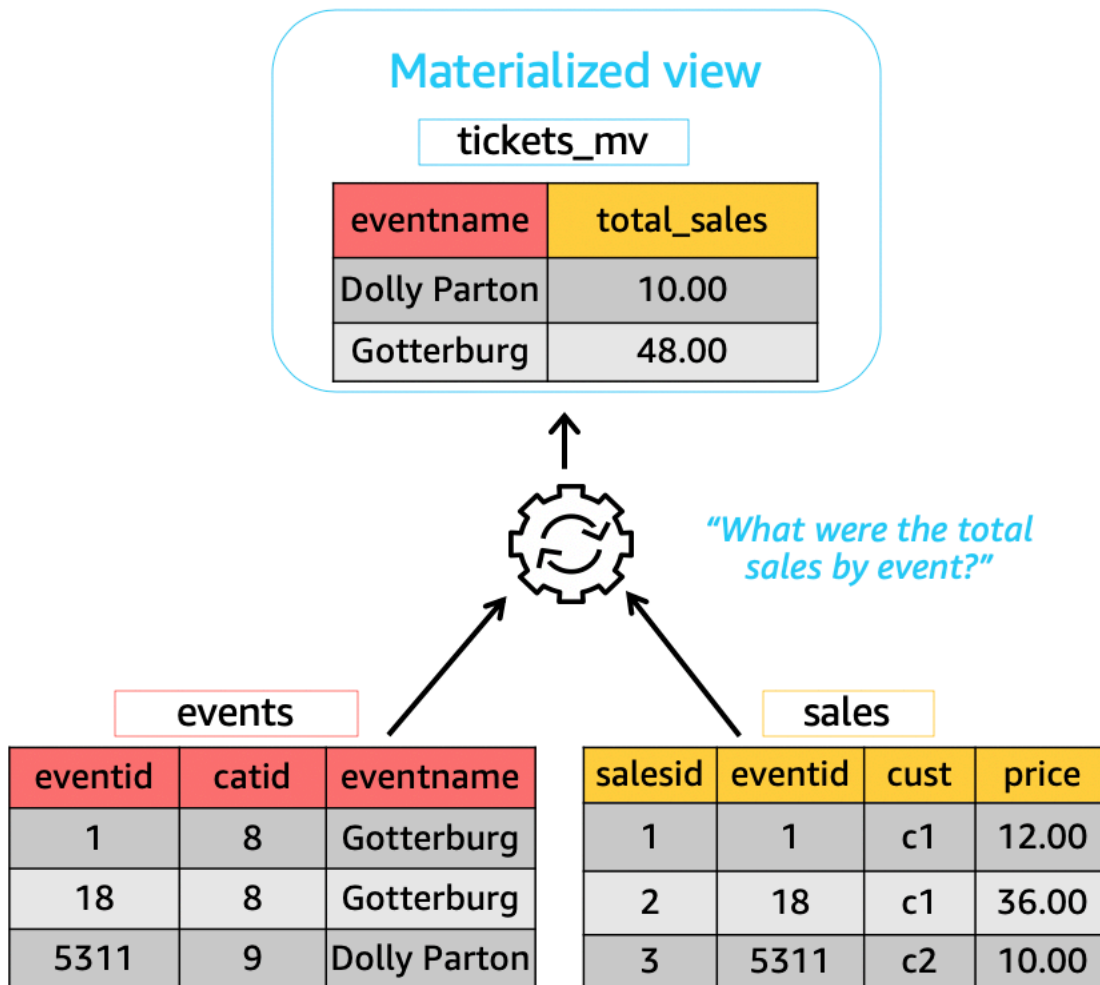 Materialized view
tickets_mv
eventname total_sales
Dolly Parton 10.00
Gotterburg 48.00
“What were the total
sales by event?”
events
eventid catid eventname
1 8 Gotterburg
18 8 Gotterburg
5311 9 Dolly Parton
sales
salesid eventid cust price
1 1 c1 12.00
2 18 c1 36.00
3 5311 c2 10.00